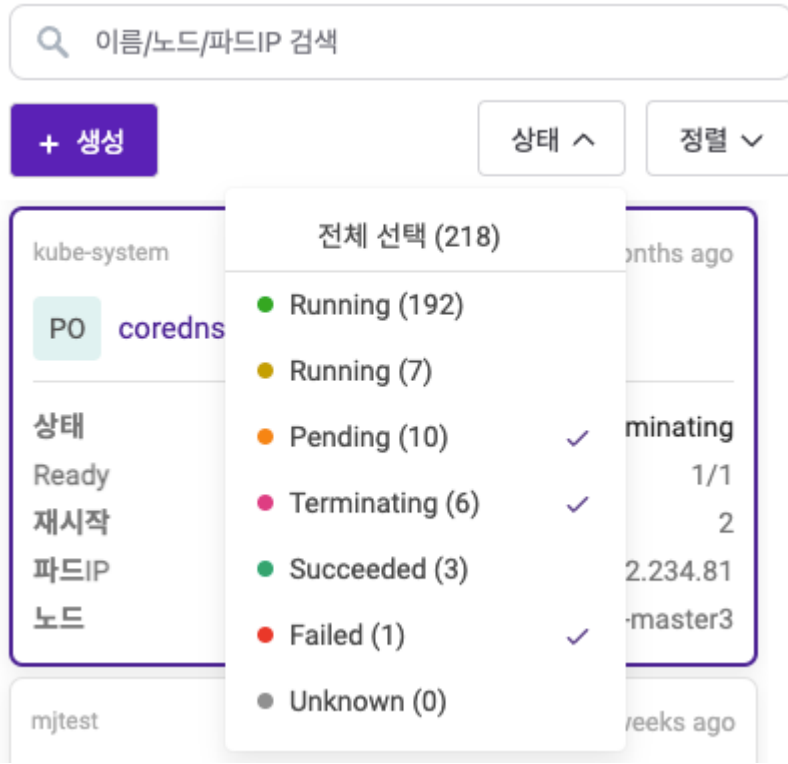 이름/노드/파드IP 검색
+ 생성
상태
정렬
전체 선택 (218)
Running (192)
Running (7)
Pending (10)
Terminating (6)
Succeeded (3)
Failed (1)
Unknown (0)
kube-system
onths ago
PO coredns
상태 minating
Ready 1/1
재시작 2
파드IP 2.234.81
노드 -master3
mjtest weeks ago